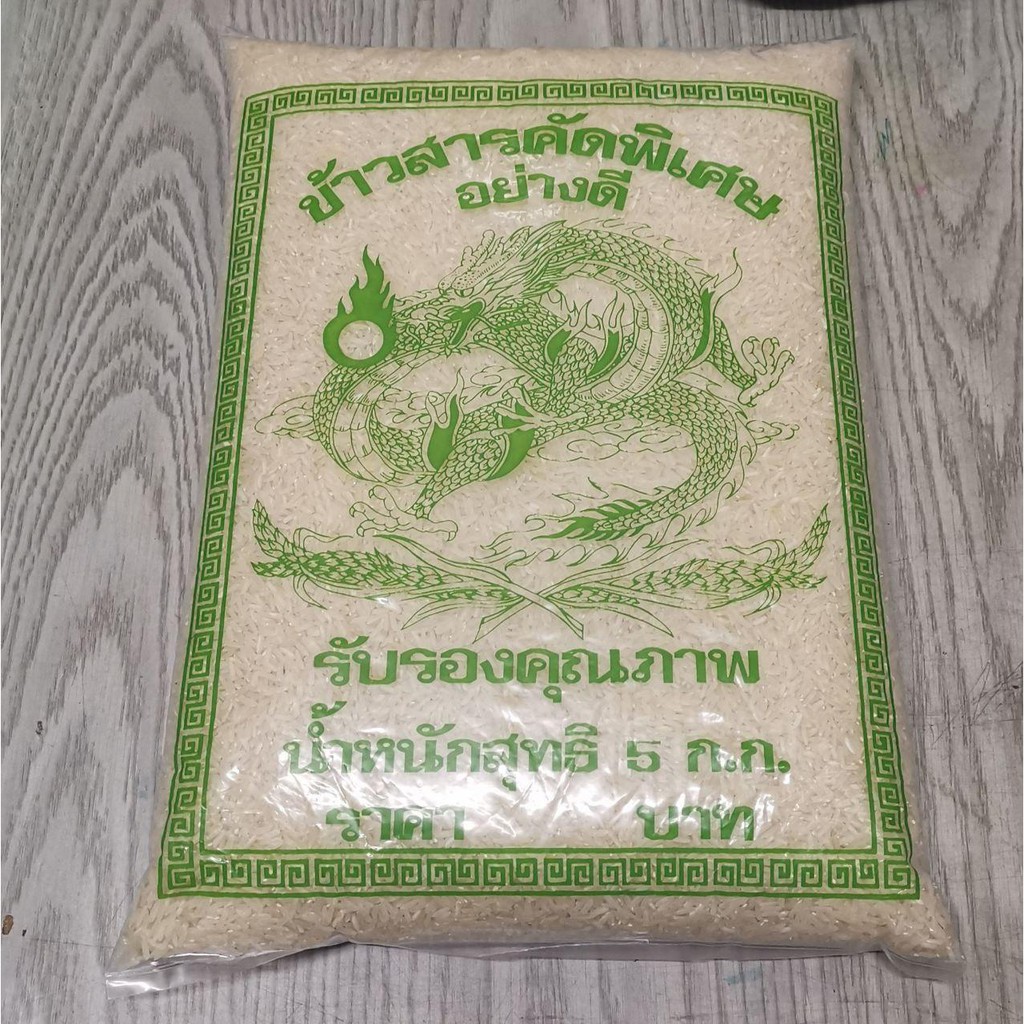 ข้าวสารคัดพิเศษ
อย่างดี
รับรองคุณภาพ
น้ำหนักสุทธิ 5 ก.ก.
ราคา บาท